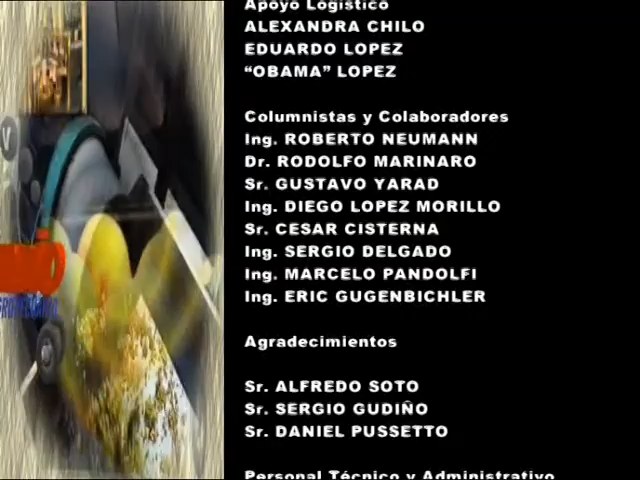 Apoyo Logístico
ALEXANDRA CHILO
EDUARDO LOPEZ
“OBAMA” LOPEZ
Columnistas y Colaboradores
Ing. ROBERTO NEUMANN
Dr. RODOLFO MARINARO
Sr. GUSTAVO YARAD
Ing. DIEGO LOPEZ MORILLO
Sr. CESAR CISTERNA
Ing. SERGIO DELGADO
Ing. MARCELO PANDOLFI
Ing. ERIC GUGENBICHLER
Agradecimientos
Sr. ALFREDO SOTO
Sr. SERGIO GUDIÑO
Sr. DANIEL PUSSETTO
Personal Técnico y Administrativo